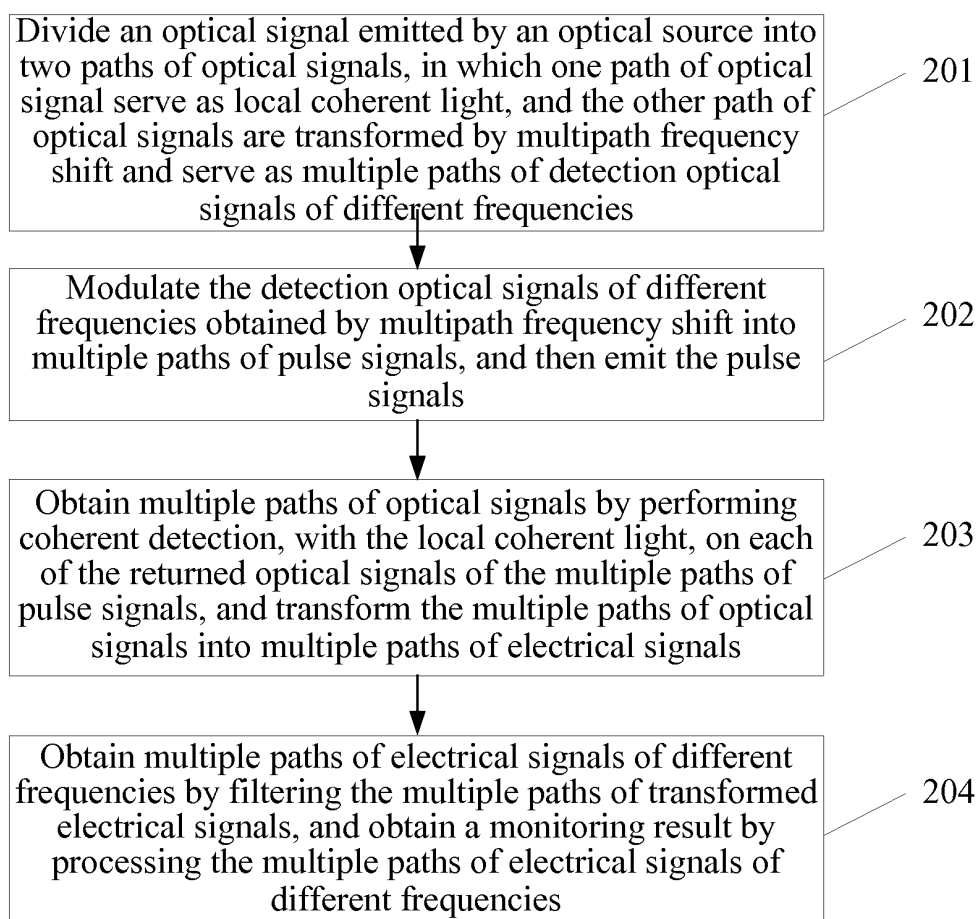 Divide an optical signal emitted by an optical source into
two paths of optical signals, in which one path of optical
signal serve as local coherent light, and the other path of
optical signals are transformed by multipath frequency
shift and serve as multiple paths of detection optical
signals of different frequencies
201
Modulate the detection optical signals of different
frequencies obtained by multipath frequency shift into
multiple paths of pulse signals, and then emit the pulse
signals
202
Obtain multiple paths of optical signals by performing
coherent detection, with the local coherent light, on each
of the returned optical signals of the multiple paths of
pulse signals, and transform the multiple paths of optical
signals into multiple paths of electrical signals
203
Obtain multiple paths of electrical signals of different
frequencies by filtering the multiple paths of transformed
electrical signals, and obtain a monitoring result by
processing the multiple paths of electrical signals of
different frequencies
204